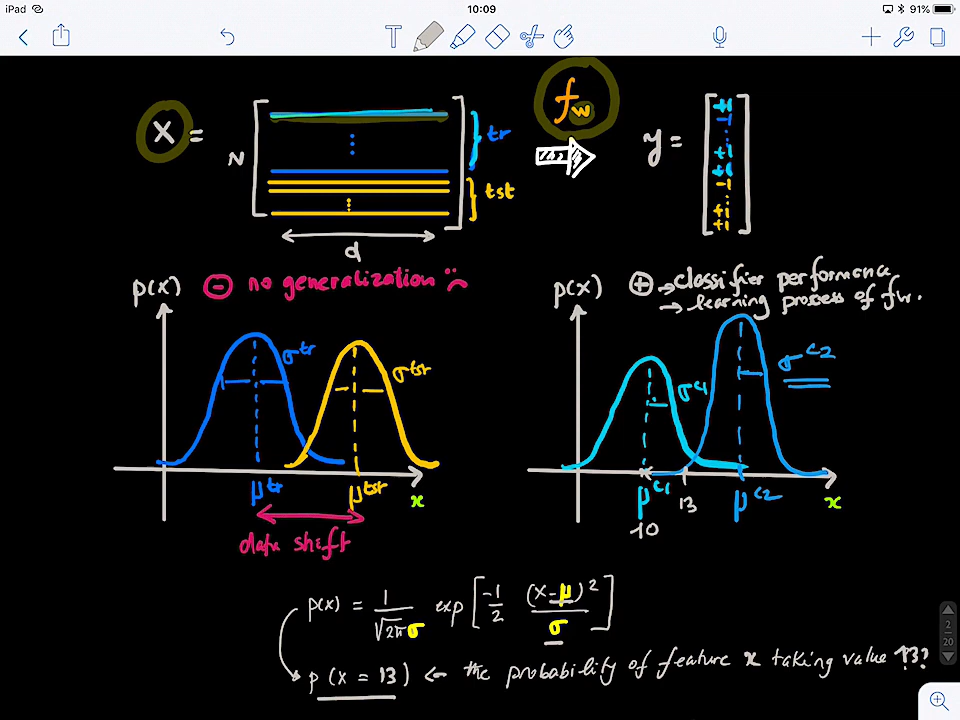 iPad 10:09 91%
T
X = N tr tst d
fw
y = +1 -1 ⋮ +1 +1 -1 ⋮ +1 +1
p(x) ⊖ no generalization
p(x) ⊕ → classifier performance
→ learning process of fw.
σtr σtst
σc1 σc2
μtr μtst x
μc1 13 μc2 x
10
data shift
p(x) = 1/√2π σ exp [ -1/2 (x-μ)²/σ ]
p(x = 13) ← the probability of feature x taking value 13?
2
20